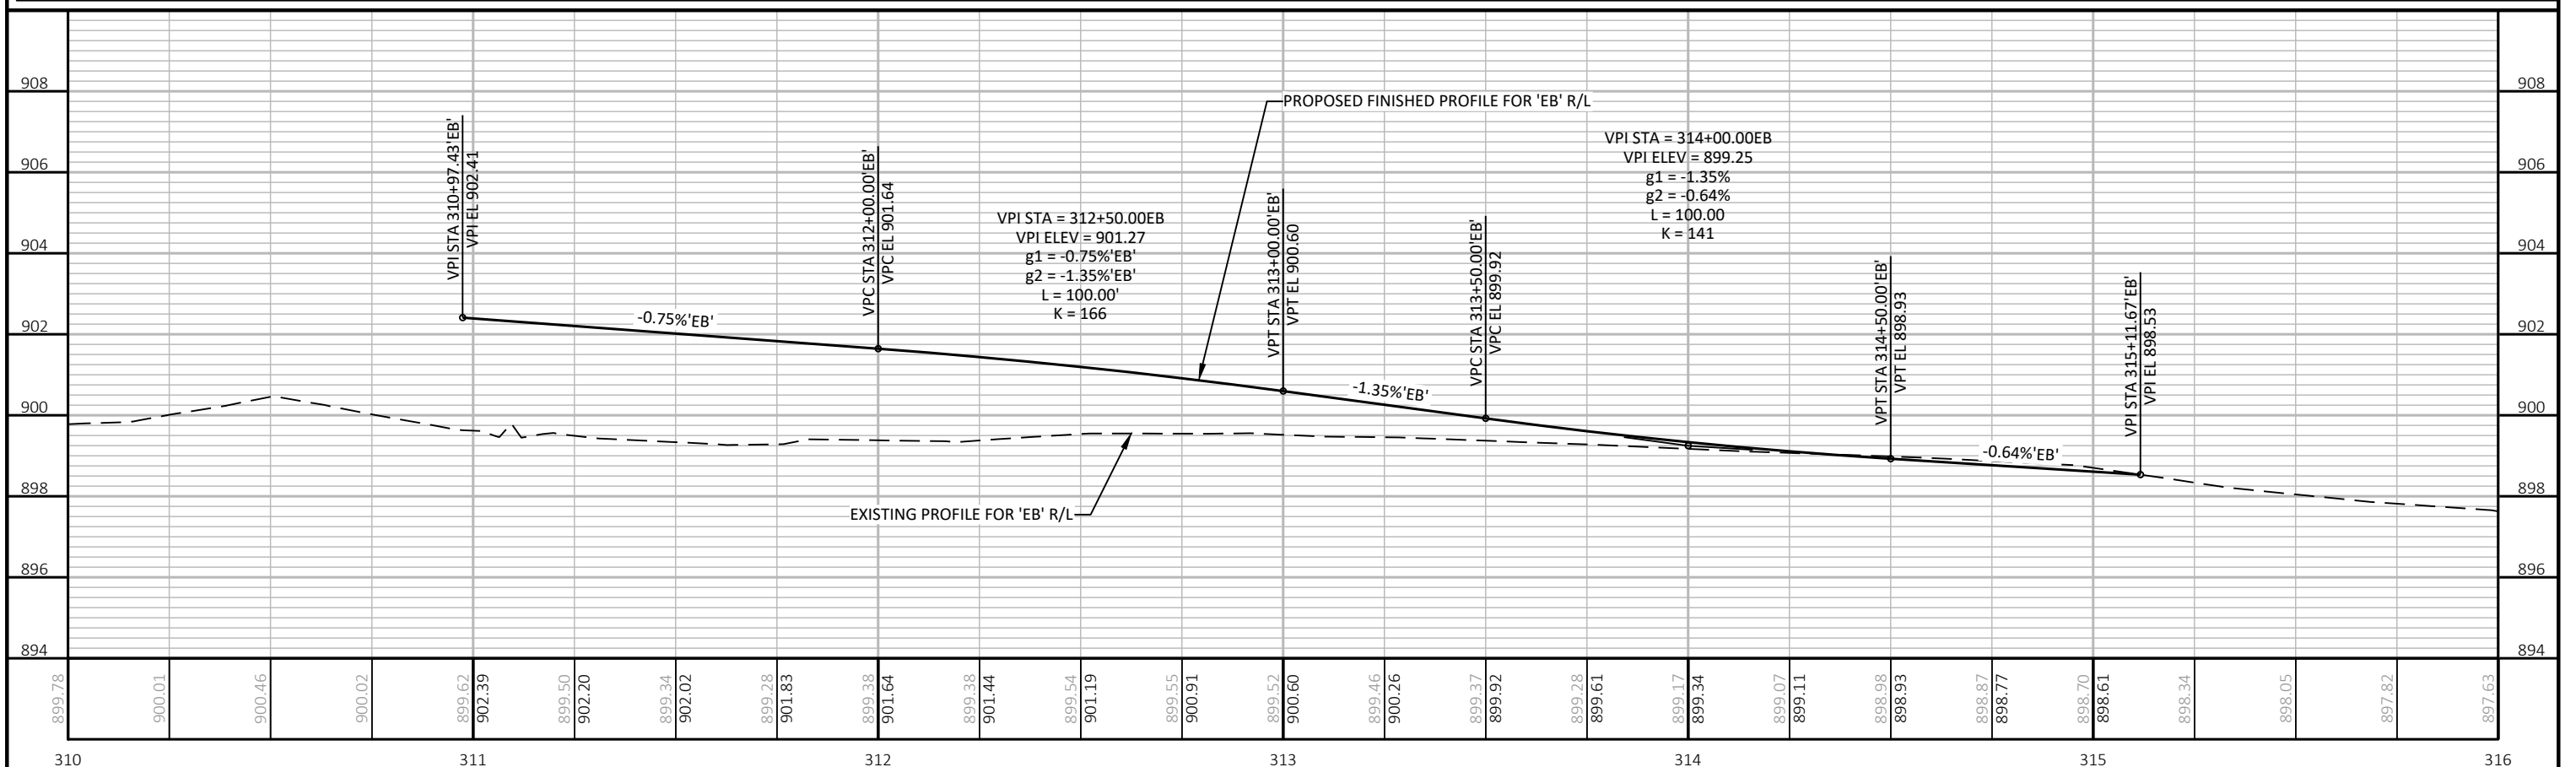 908
906
904
902
900
898
896
894
908
906
904
902
900
898
896
894
VPI STA 310+97.43'EB'
VPI EL 902.41
-0.75%'EB'
VPC STA 312+00.00'EB'
VPC EL 901.64
VPI STA = 312+50.00EB
VPI ELEV = 901.27
g1 = -0.75%'EB'
g2 = -1.35%'EB'
L = 100.00'
K = 166
PROPOSED FINISHED PROFILE FOR 'EB' R/L
VPT STA 313+00.00'EB'
VPT EL 900.60
-1.35%'EB'
VPC STA 313+50.00'EB'
VPC EL 899.92
VPI STA = 314+00.00EB
VPI ELEV = 899.25
g1 = -1.35%
g2 = -0.64%
L = 100.00
K = 141
VPT STA 314+50.00'EB'
VPT EL 898.93
-0.64%'EB'
VPI STA 315+11.67'EB'
VPI EL 898.53
EXISTING PROFILE FOR 'EB' R/L
899.78
900.01
900.46
900.02
899.62
902.39
899.50
902.20
899.34
902.02
899.28
901.83
899.38
901.64
899.38
901.44
899.54
901.19
899.55
900.91
899.52
900.60
899.46
900.26
899.37
899.92
899.28
899.61
899.17
899.34
899.07
899.11
898.98
898.93
898.87
898.77
898.70
898.61
898.34
898.05
897.82
897.63
310
311
312
313
314
315
316